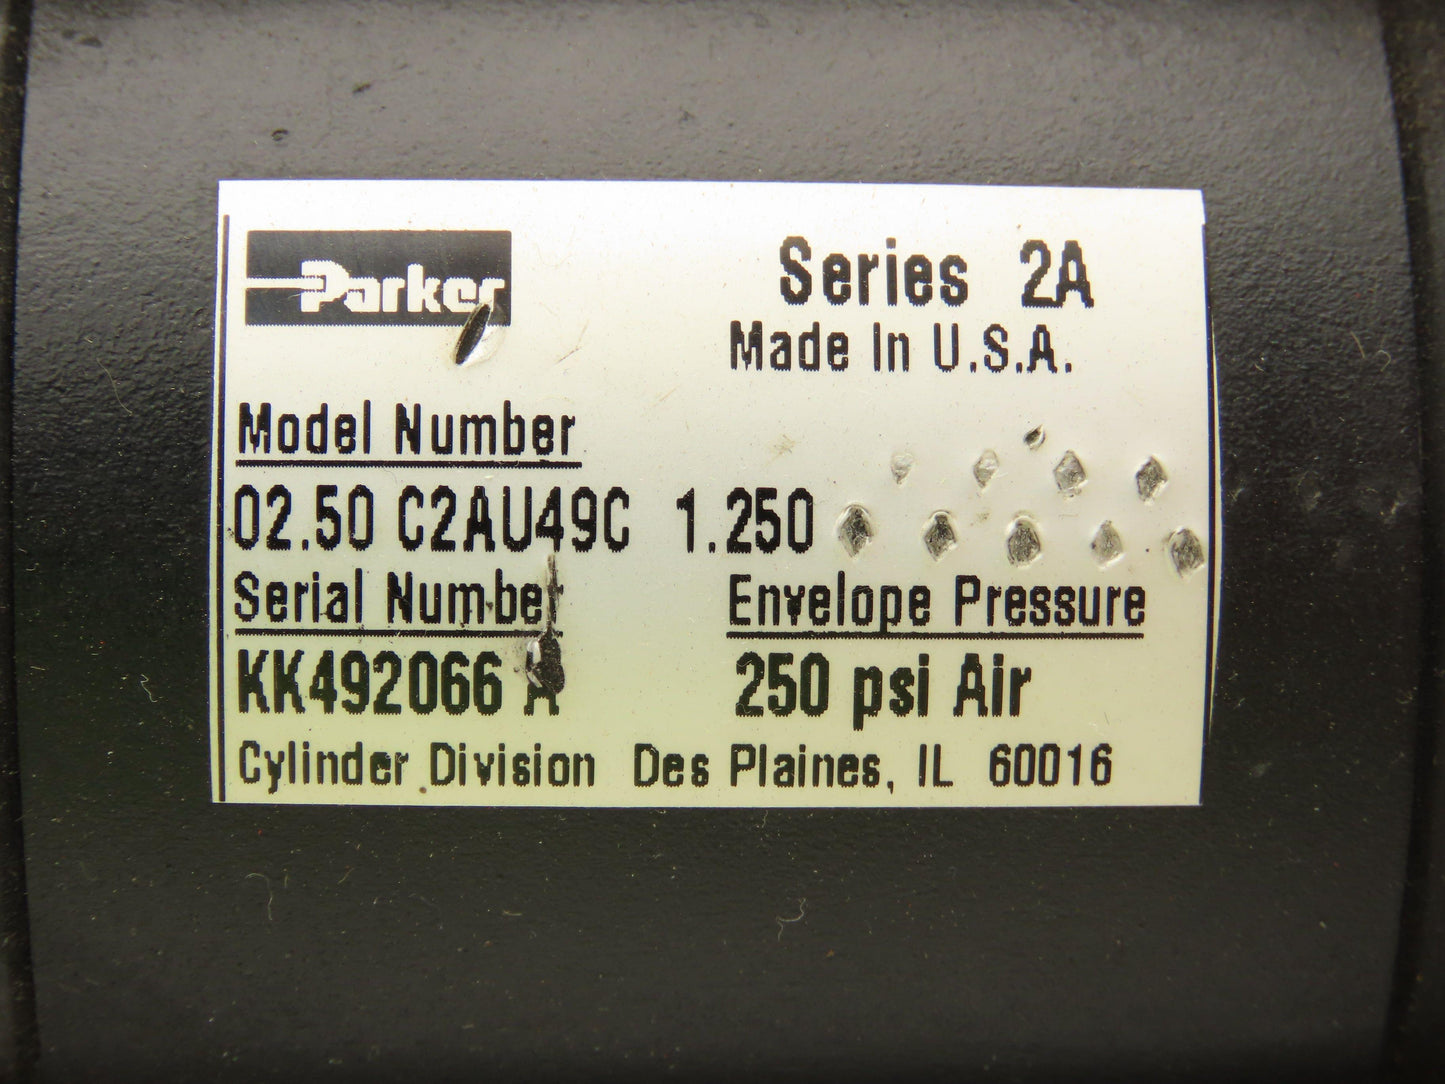 Parker
Series 2A
Made In U.S.A.
Model Number
02.50 C2AU49C 1.250
Serial Number
Envelope Pressure
KK492066 A
250 psi Air
Cylinder Division Des Plaines, IL 60016